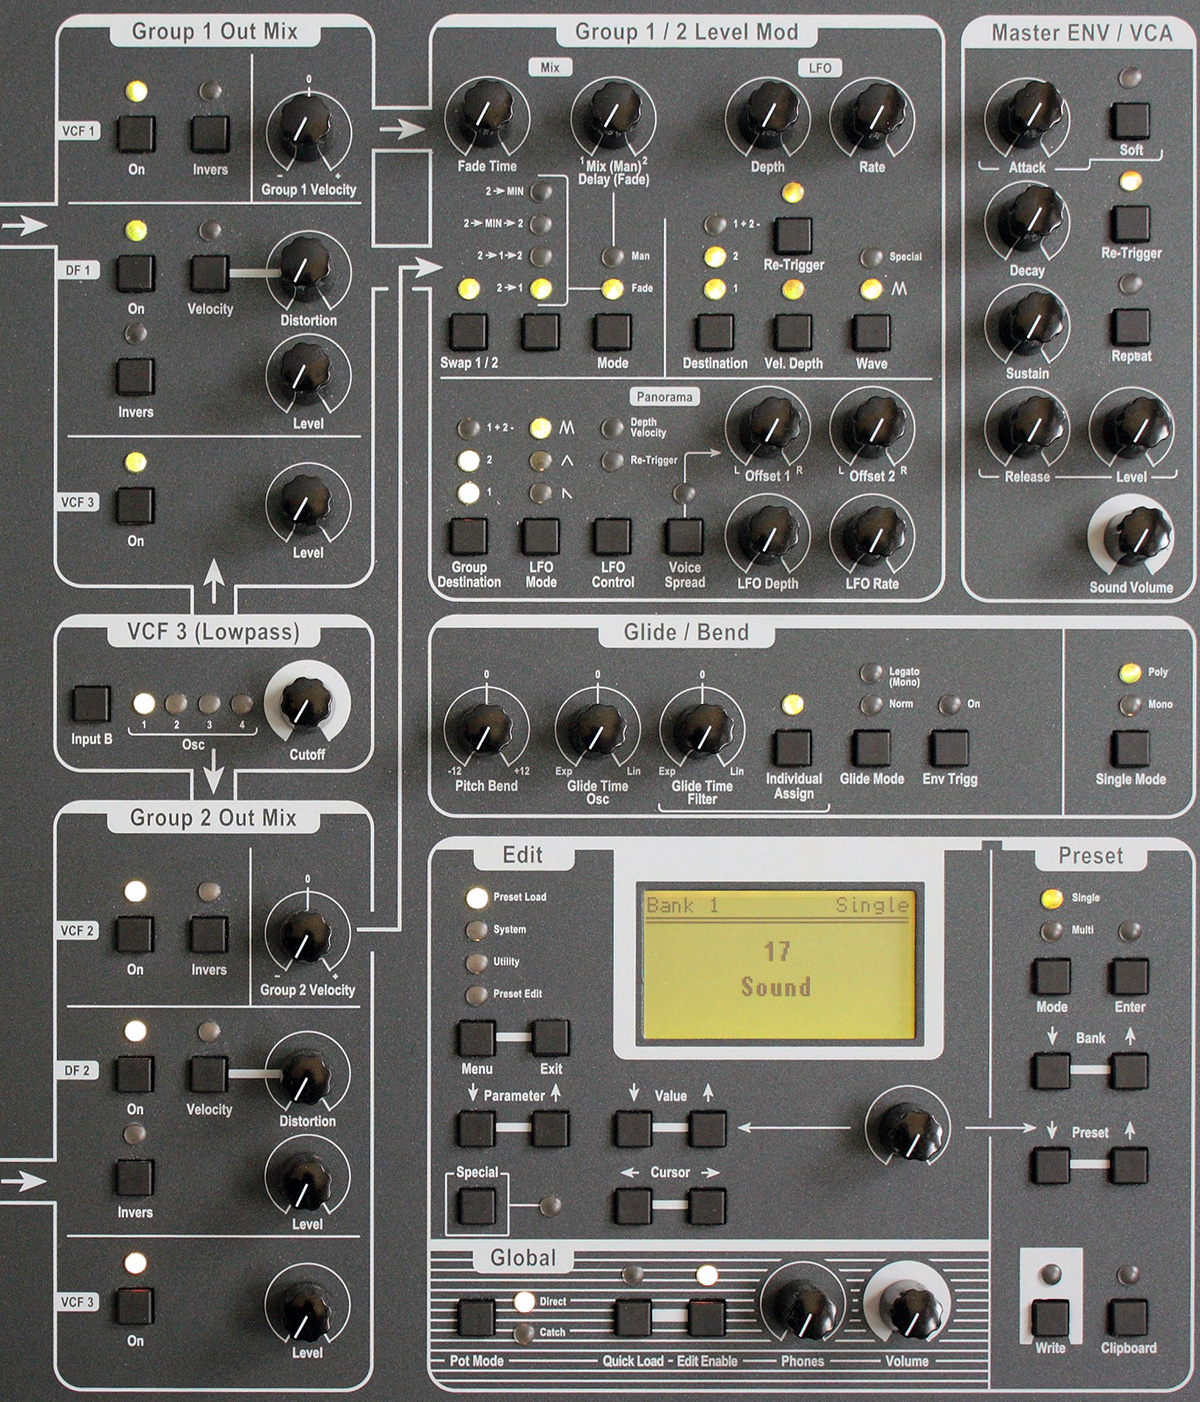 Group 1 Out Mix
VCF 1
On
Invers
0
- +
Group 1 Velocity
DF 1
On
Velocity
Distortion
Invers
Level
VCF 3
On
Level
VCF 3 (Lowpass)
Input B
1 2 3 4
Osc
Cutoff
Group 2 Out Mix
VCF 2
On
Invers
0
- +
Group 2 Velocity
DF 2
On
Velocity
Distortion
Invers
Level
VCF 3
On
Level
Group 1 / 2 Level Mod
Mix
LFO
Fade Time
1 Mix (Man) 2
Delay (Fade)
Depth
Rate
2 → MIN
2 → MIN → 2
2 → 1 → 2
2 → 1
Man
Fade
1 + 2 -
2
1
Re-Trigger
Special
Swap 1 / 2
Mode
Destination
Vel. Depth
Wave
Panorama
1 + 2 -
2
1
Depth
Velocity
Re-Trigger
L R
Offset 1
L R
Offset 2
Group
Destination
LFO
Mode
LFO
Control
Voice
Spread
LFO Depth
LFO Rate
Master ENV / VCA
Attack
Soft
Decay
Re-Trigger
Sustain
Repeat
Release
Level
Sound Volume
Glide / Bend
0
-12 +12
Pitch Bend
0
Exp Lin
Glide Time
Osc
0
Exp Lin
Glide Time
Filter
Individual
Assign
Legato
(Mono)
Norm
Glide Mode
On
Env Trigg
Poly
Mono
Single Mode
Edit
Preset Load
System
Utility
Preset Edit
Menu
Exit
Bank 1 Single
17
Sound
Parameter
Value
Special
Cursor
Preset
Single
Multi
Mode
Enter
Bank
Preset
Write
Clipboard
Global
Direct
Catch
Pot Mode
Quick Load - Edit Enable
Phones
Volume